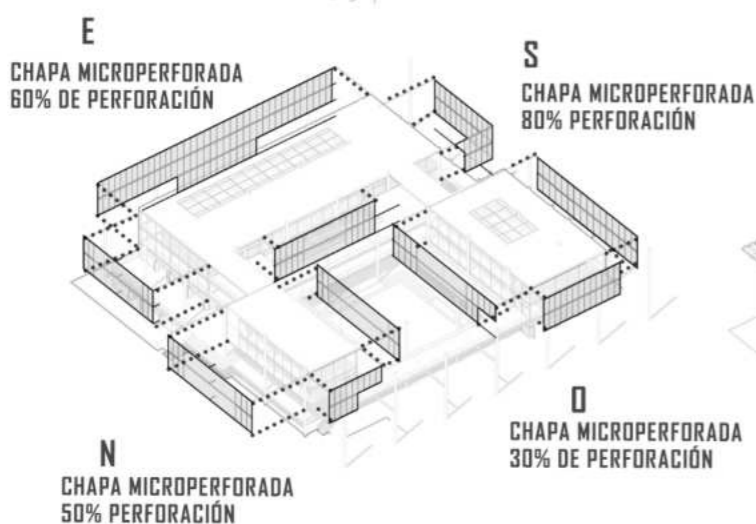 E
CHAPA MICROPERFORADA
60% DE PERFORACIÓN
S
CHAPA MICROPERFORADA
80% PERFORACIÓN
O
CHAPA MICROPERFORADA
30% DE PERFORACIÓN
N
CHAPA MICROPERFORADA
50% PERFORACIÓN